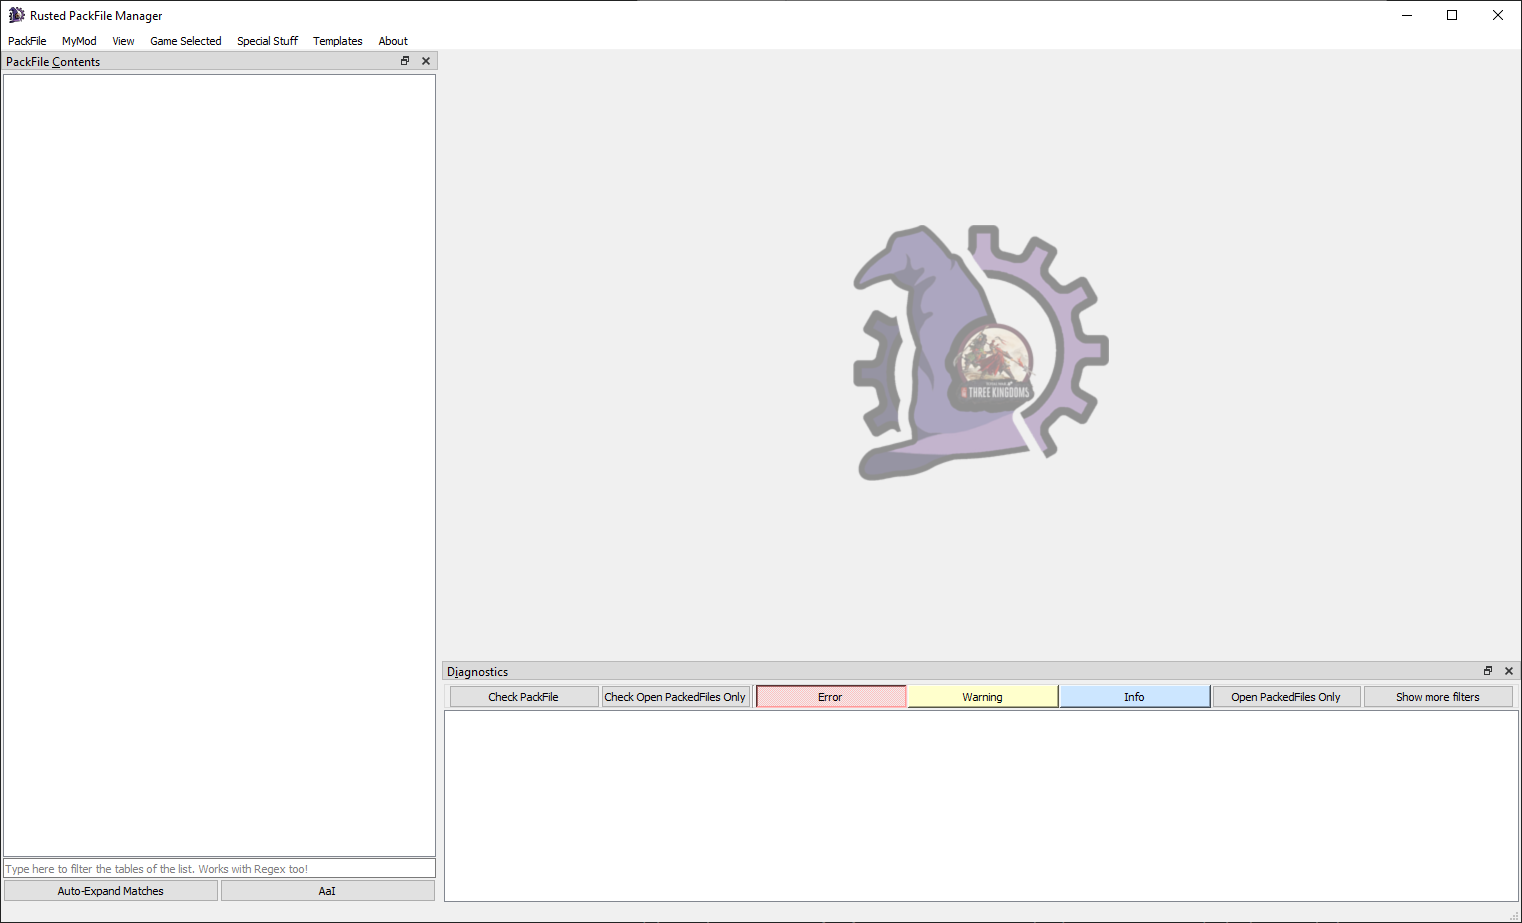 Rusted PackFile Manager
PackFile MyMod View Game Selected Special Stuff Templates About
PackFile Contents
THREE KINGDOMS
Diagnostics
Check PackFile Check Open PackedFiles Only Error Warning Info Open PackedFiles Only Show more filters
Type here to filter the tables of the list. Works with Regex too!
Auto-Expand Matches AaI